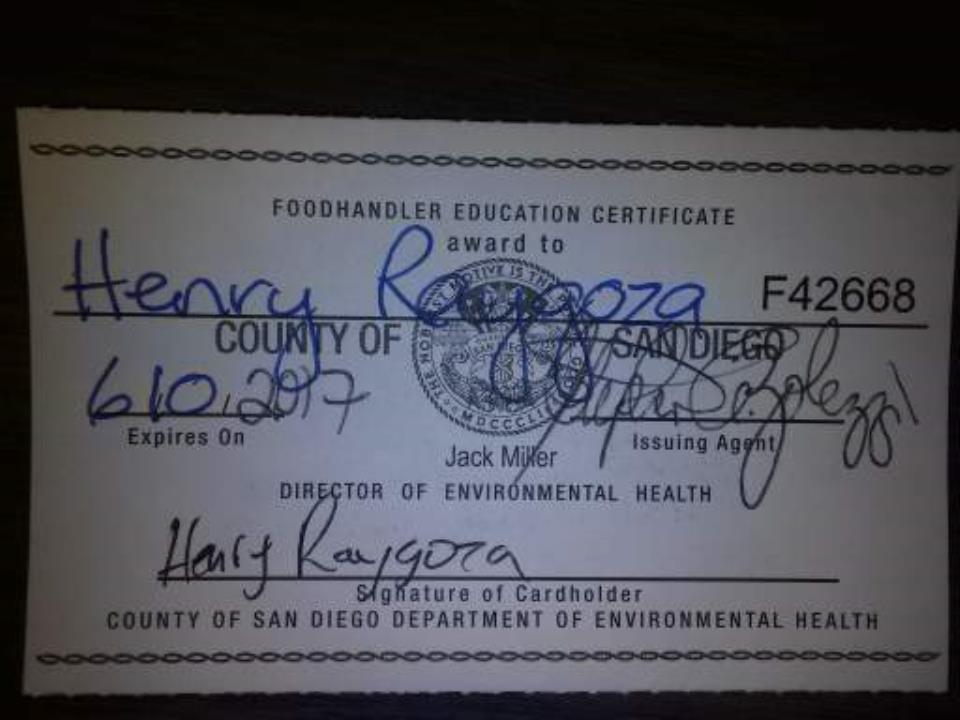 FOODHANDLER EDUCATION CERTIFICATE
award to
Henry Raygoza F42668
COUNTY OF SAN DIEGO
6.10.2017
Expires On Issuing Agent
Jack Miller
DIRECTOR OF ENVIRONMENTAL HEALTH
Henry Raygoza
Signature of Cardholder
COUNTY OF SAN DIEGO DEPARTMENT OF ENVIRONMENTAL HEALTH